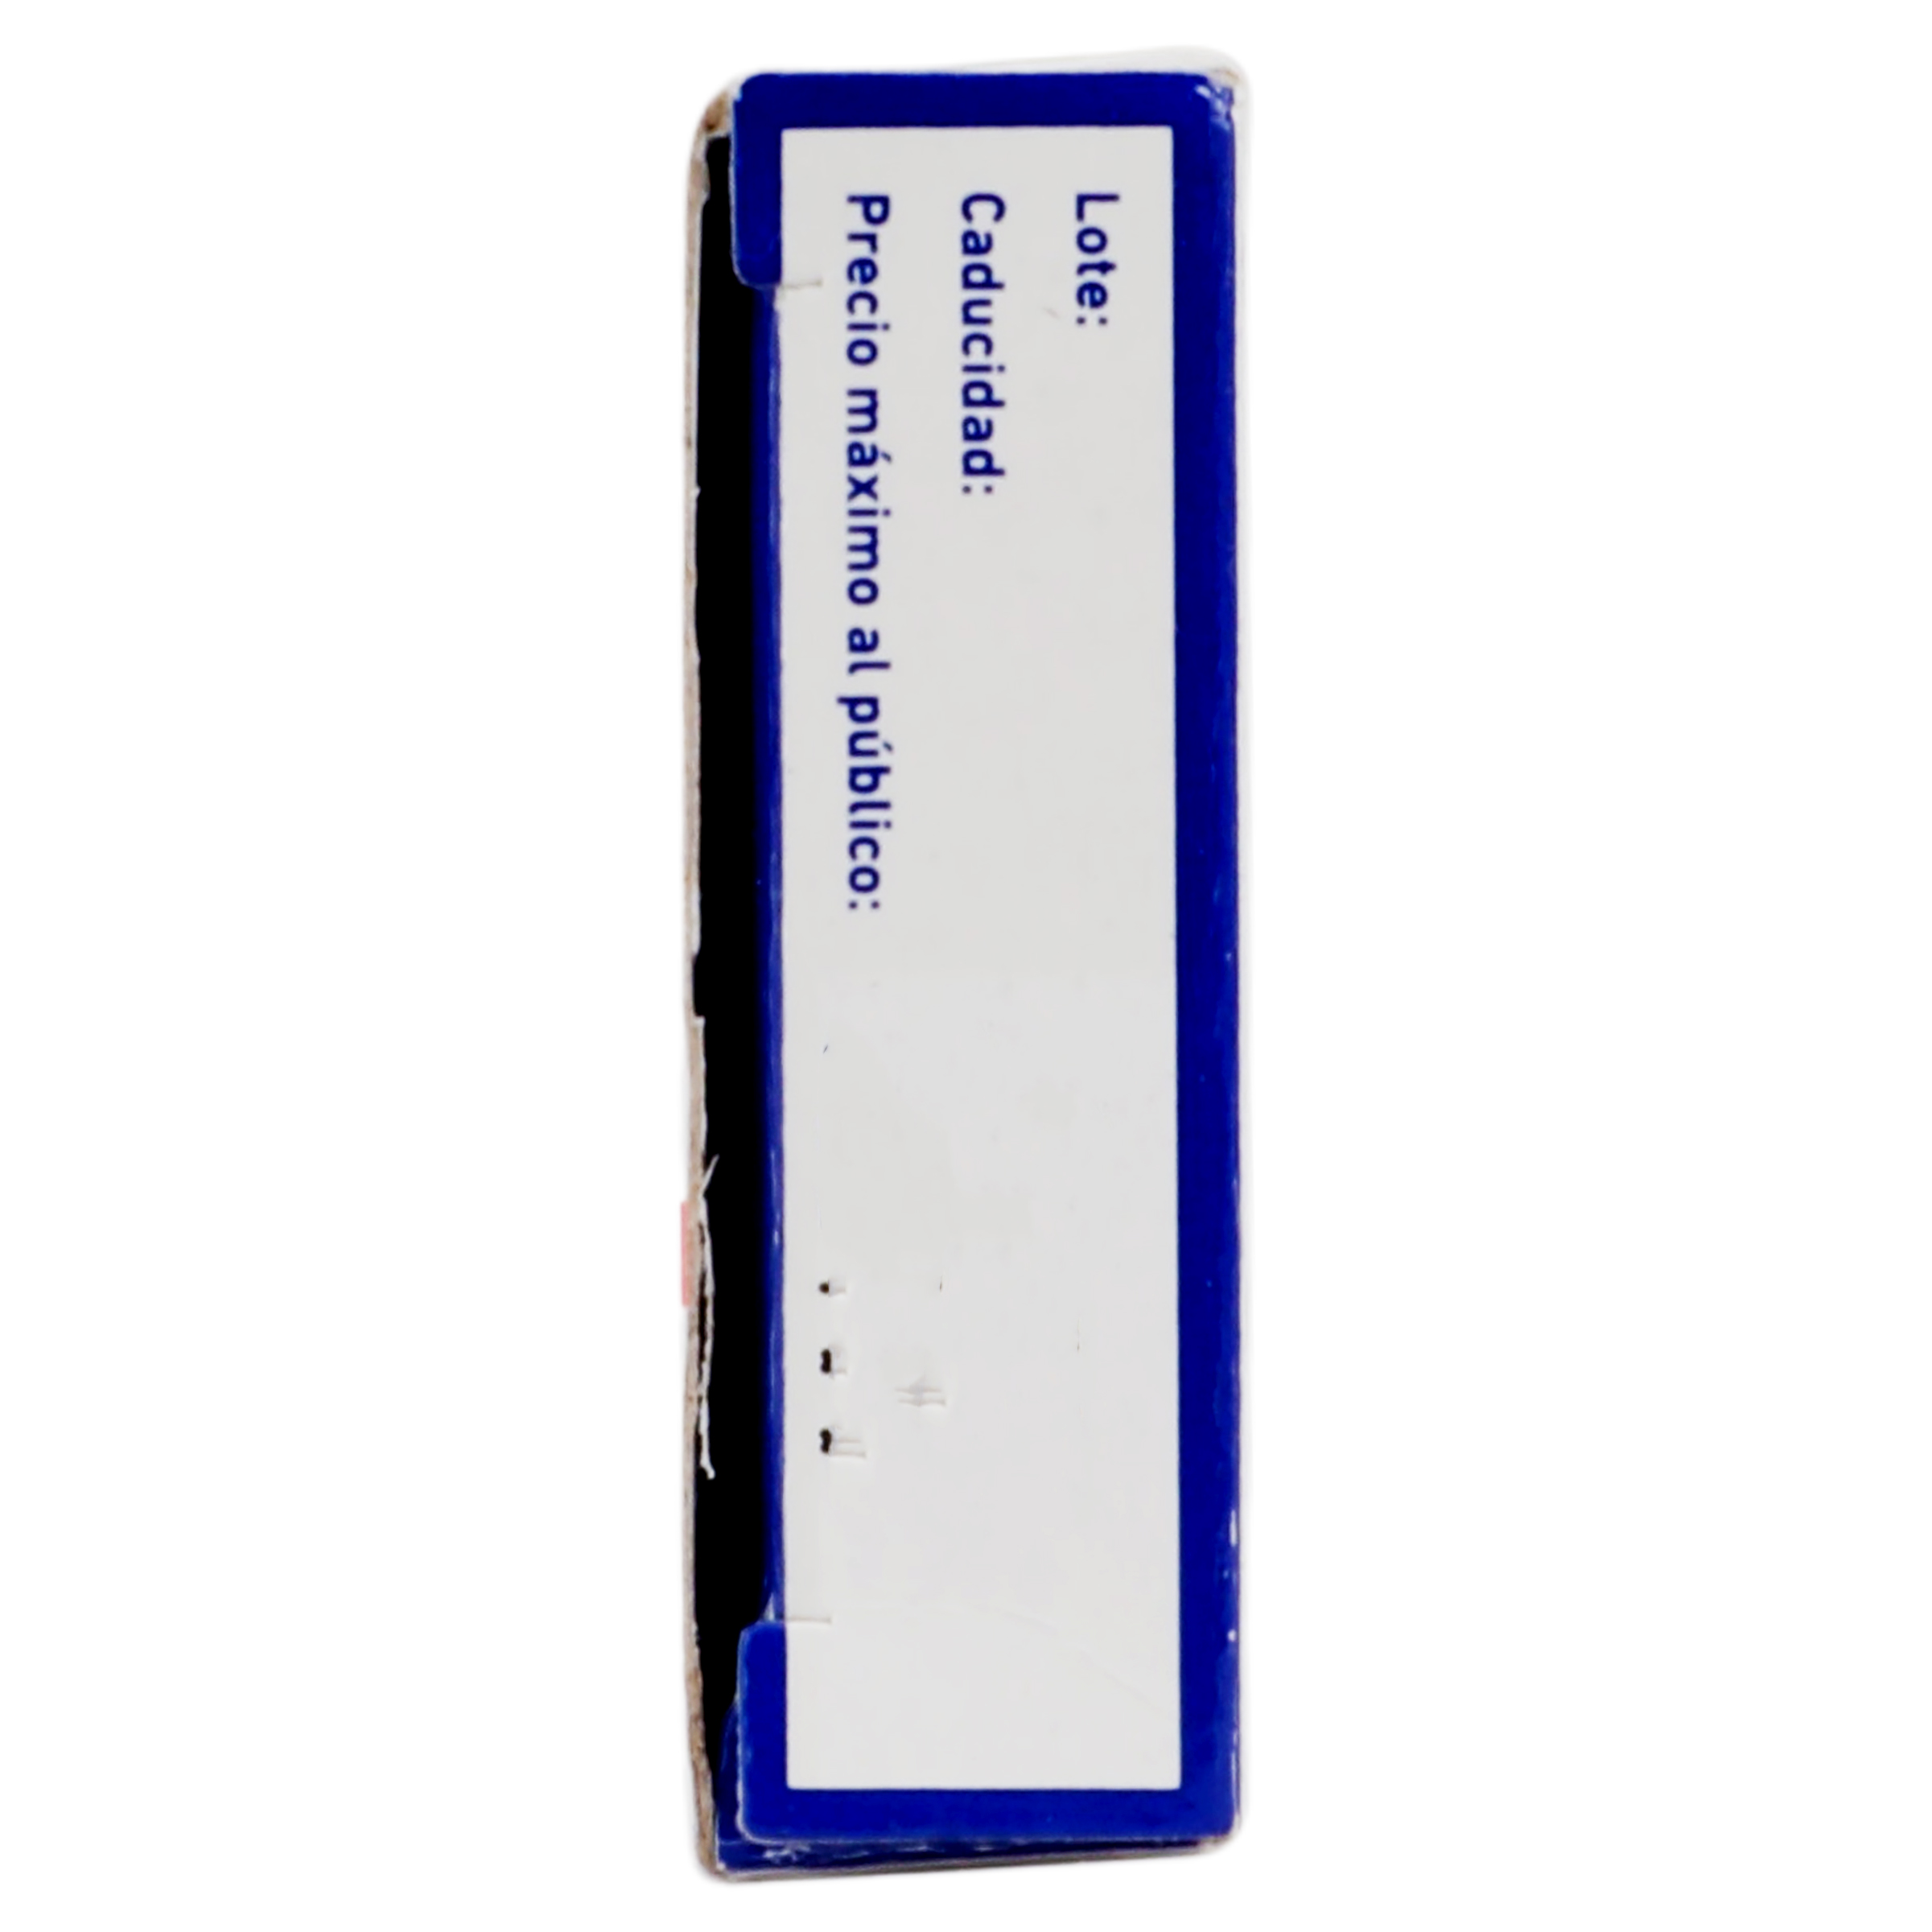 Lote:
Caducidad:
Precio máximo al público: